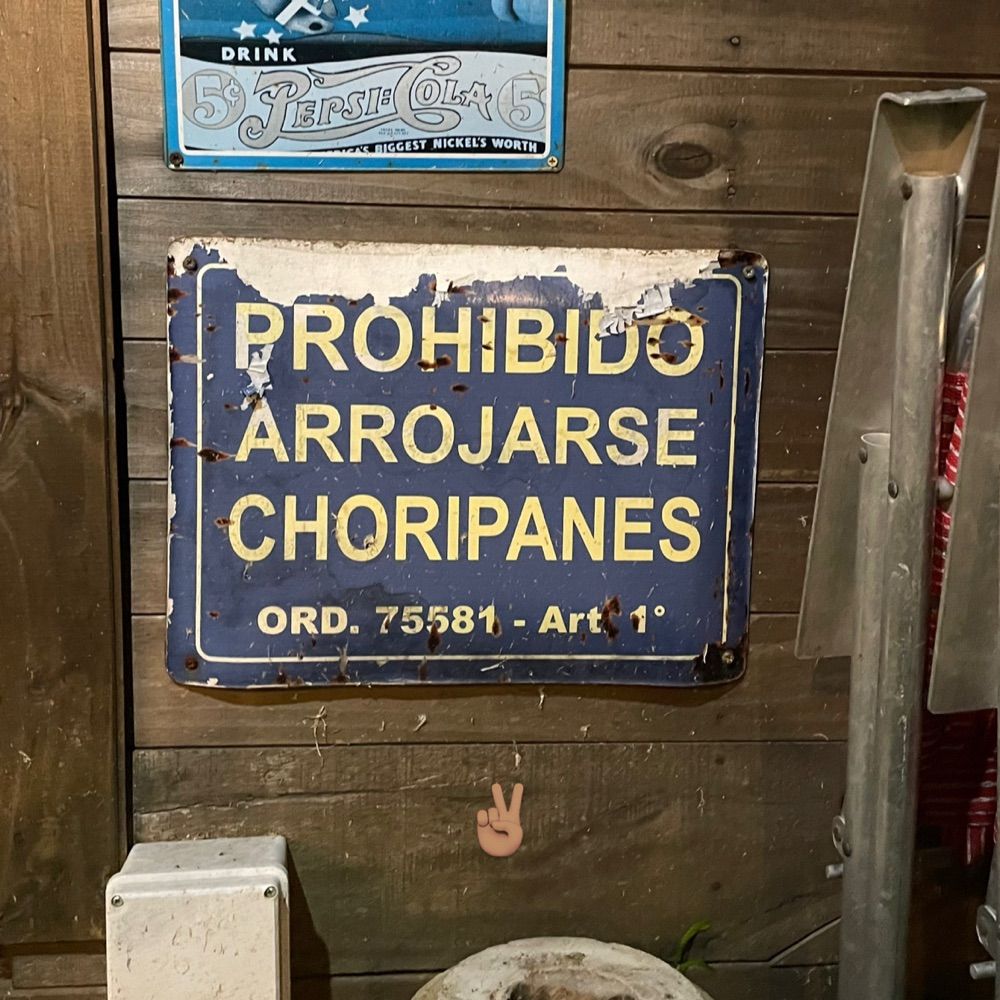 DRINK
5¢ PEPSI=COLA 5
BIGGEST NICKEL'S WORTH
PROHIBIDO
ARROJARSE
CHORIPANES
ORD. 75581 - Art. 1°